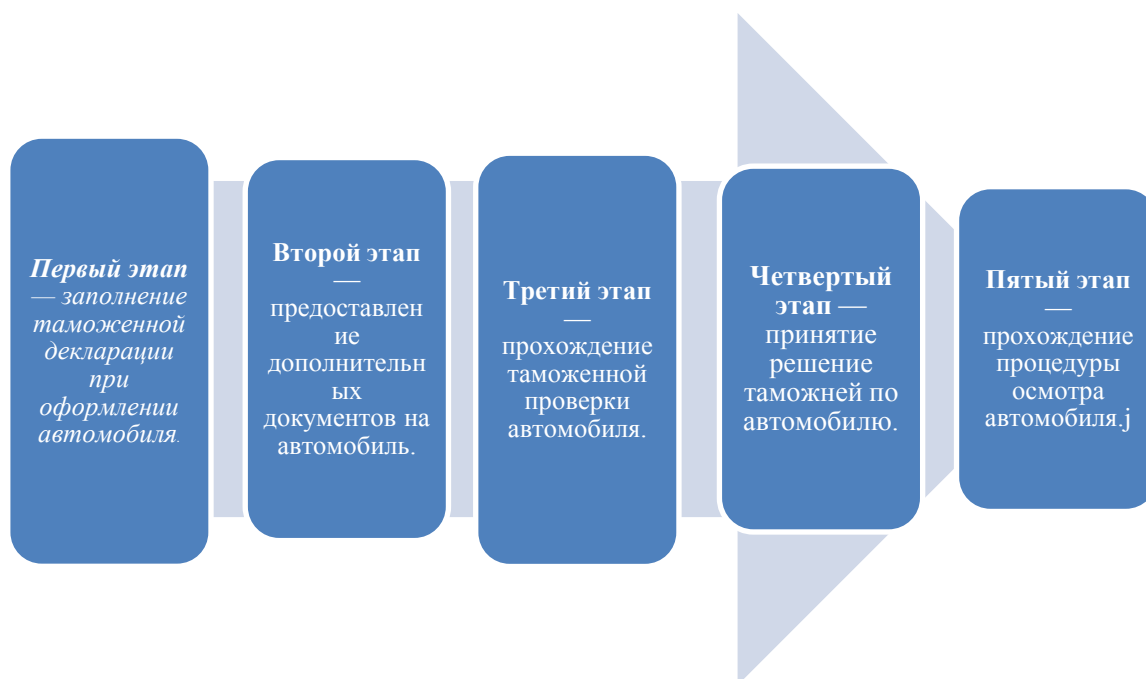 Первый этап
— заполнение
таможенной
декларации
при
оформлении
автомобиля.
Второй этап
—
предоставлен
ие
дополнительн
ых
документов на
автомобиль.
Третий этап
—
прохождение
таможенной
проверки
автомобиля.
Четвертый
этап —
принятие
решение
таможней по
автомобилю.
Пятый этап
—
прохождение
процедуры
осмотра
автомобиля.j